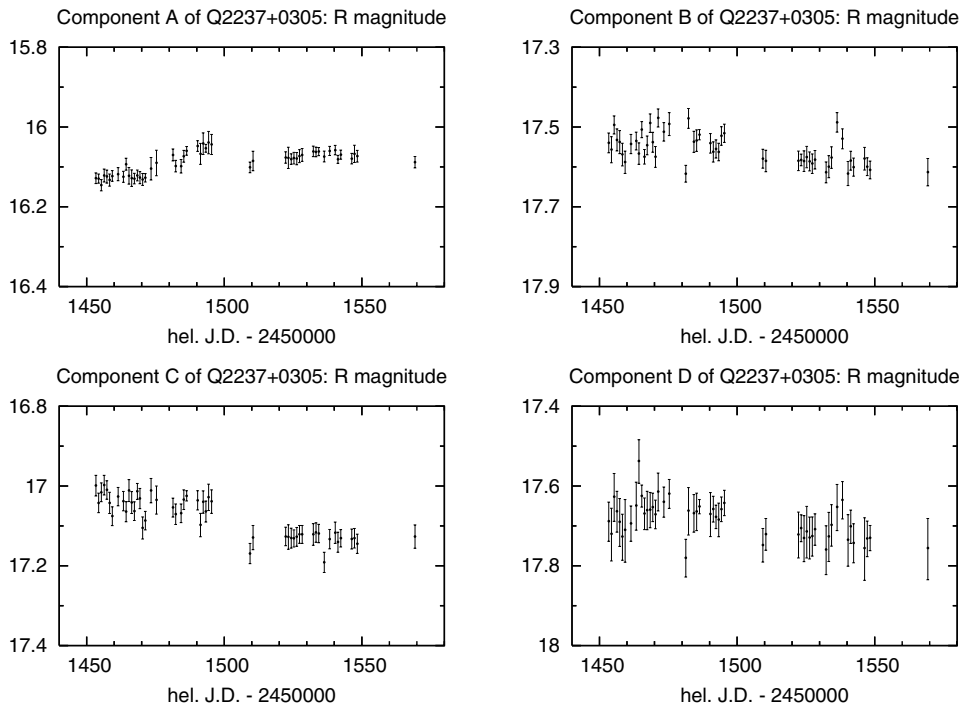 Component A of Q2237+0305: R magnitude
15.8
16
16.2
16.4
1450 1500 1550
hel. J.D. - 2450000
Component B of Q2237+0305: R magnitude
17.3
17.5
17.7
17.9
1450 1500 1550
hel. J.D. - 2450000
Component C of Q2237+0305: R magnitude
16.8
17
17.2
17.4
1450 1500 1550
hel. J.D. - 2450000
Component D of Q2237+0305: R magnitude
17.4
17.6
17.8
18
1450 1500 1550
hel. J.D. - 2450000